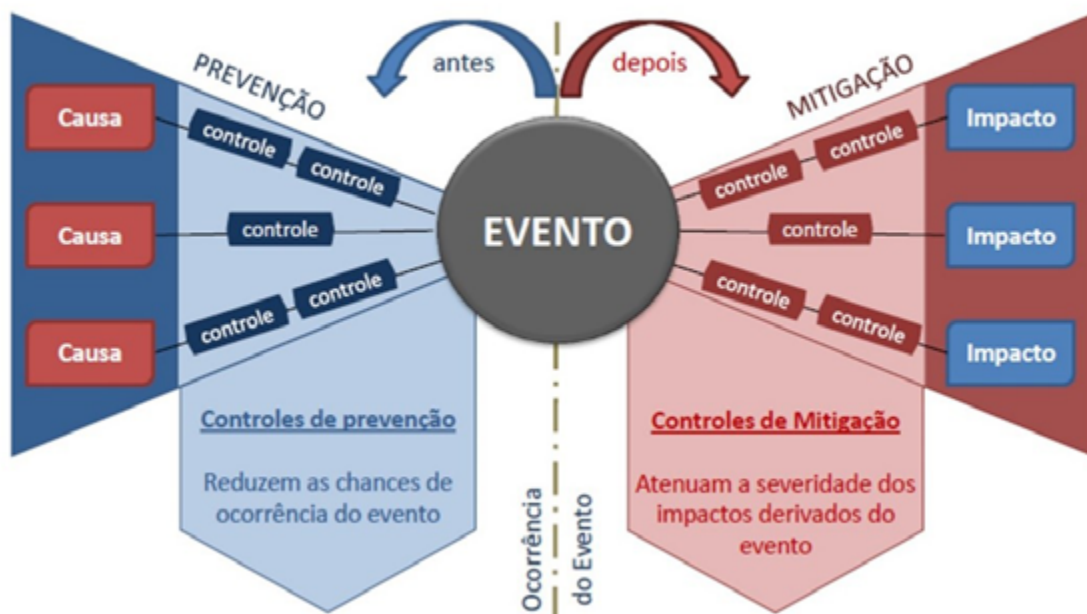 antes
depois
PREVENÇÃO
MITIGAÇÃO
Causa
controle
controle
controle
controle
Impacto
Causa
controle
EVENTO
controle
Impacto
Causa
controle
controle
controle
controle
Impacto
Controles de prevenção
Reduzem as chances de
ocorrência do evento
Ocorrência
do Evento
Controles de Mitigação
Atenuam a severidade dos
impactos derivados do
evento